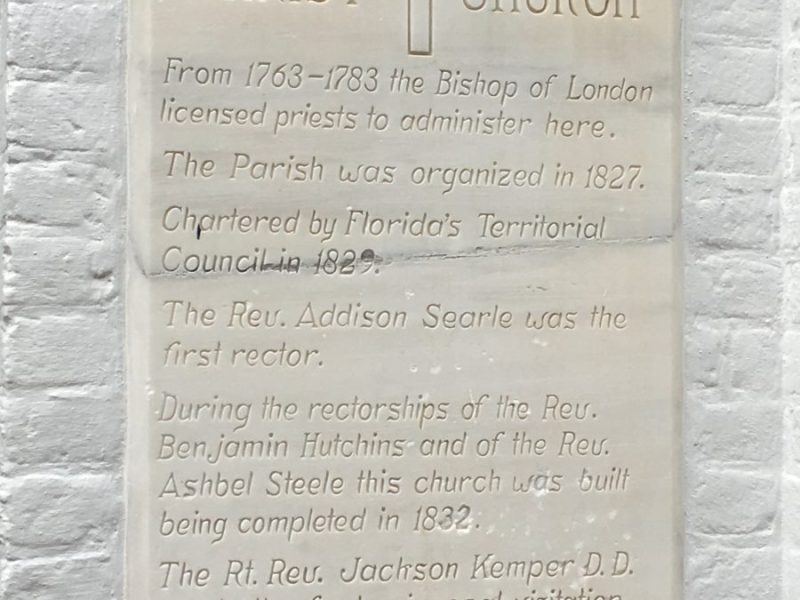 CHURCH
From 1763-1783 the Bishop of London
licensed priests to administer here.
The Parish was organized in 1827.
Chartered by Florida's Territorial
Council in 1829.
The Rev. Addison Searle was the
first rector.
During the rectorships of the Rev.
Benjamin Hutchins and of the Rev.
Ashbel Steele this church was built
being completed in 1832.
The Rt. Rev. Jackson Kemper D.D.
visitation